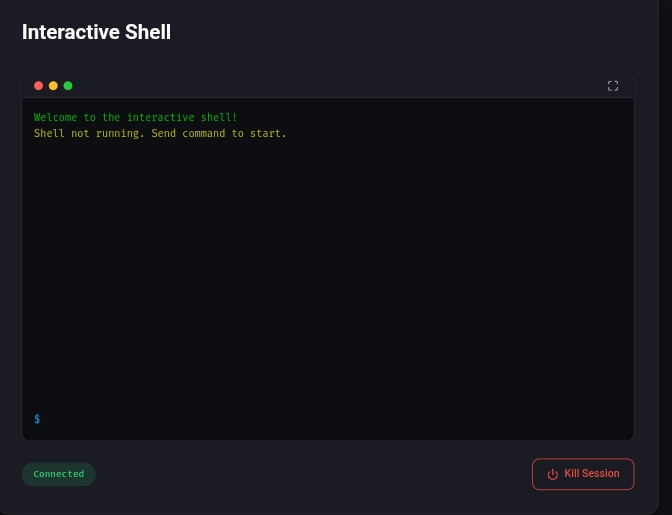 Interactive Shell
Welcome to the interactive shell!
Shell not running. Send command to start.
$
Connected
Kill Session